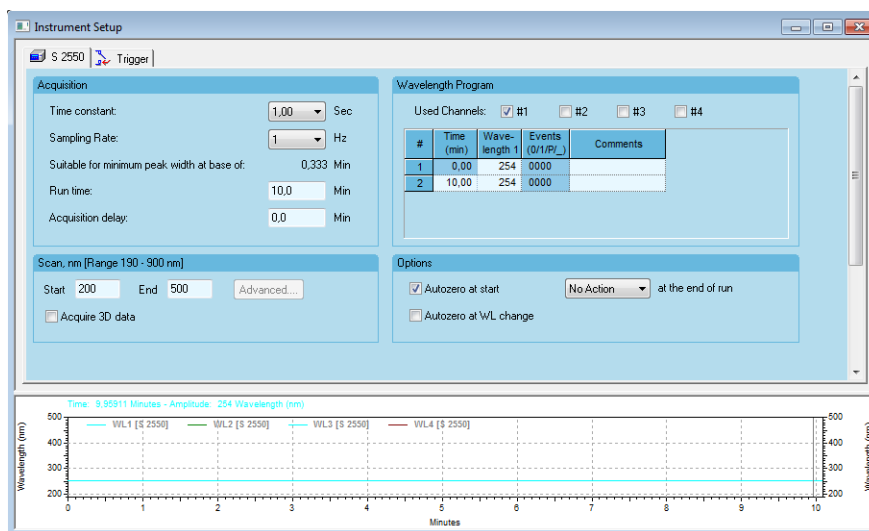 Instrument Setup
S 2550 Trigger
Acquisition
Time constant: 1,00 Sec
Sampling Rate: 1 Hz
Suitable for minimum peak width at base of: 0,333 Min
Run time: 10,0 Min
Acquisition delay: 0,0 Min
Wavelength Program
Used Channels: #1 #2 #3 #4
# Time (min) Wave-length 1 Events (0/1/P/_) Comments
1 0,00 254 0000
2 10,00 254 0000
Scan, nm [Range 190 - 900 nm]
Start 200 End 500 Advanced....
Acquire 3D data
Options
Autozero at start No Action at the end of run
Autozero at WL change
Time: 9.95911 Minutes - Amplitude: 254 Wavelength (nm)
WL1 [S 2550] WL2 [S 2550] WL3 [S 2550] WL4 [S 2550]
Wavelength (nm)
500 500
400 400
300 300
200 200
0 1 2 3 4 5 6 7 8 9 10
Minutes